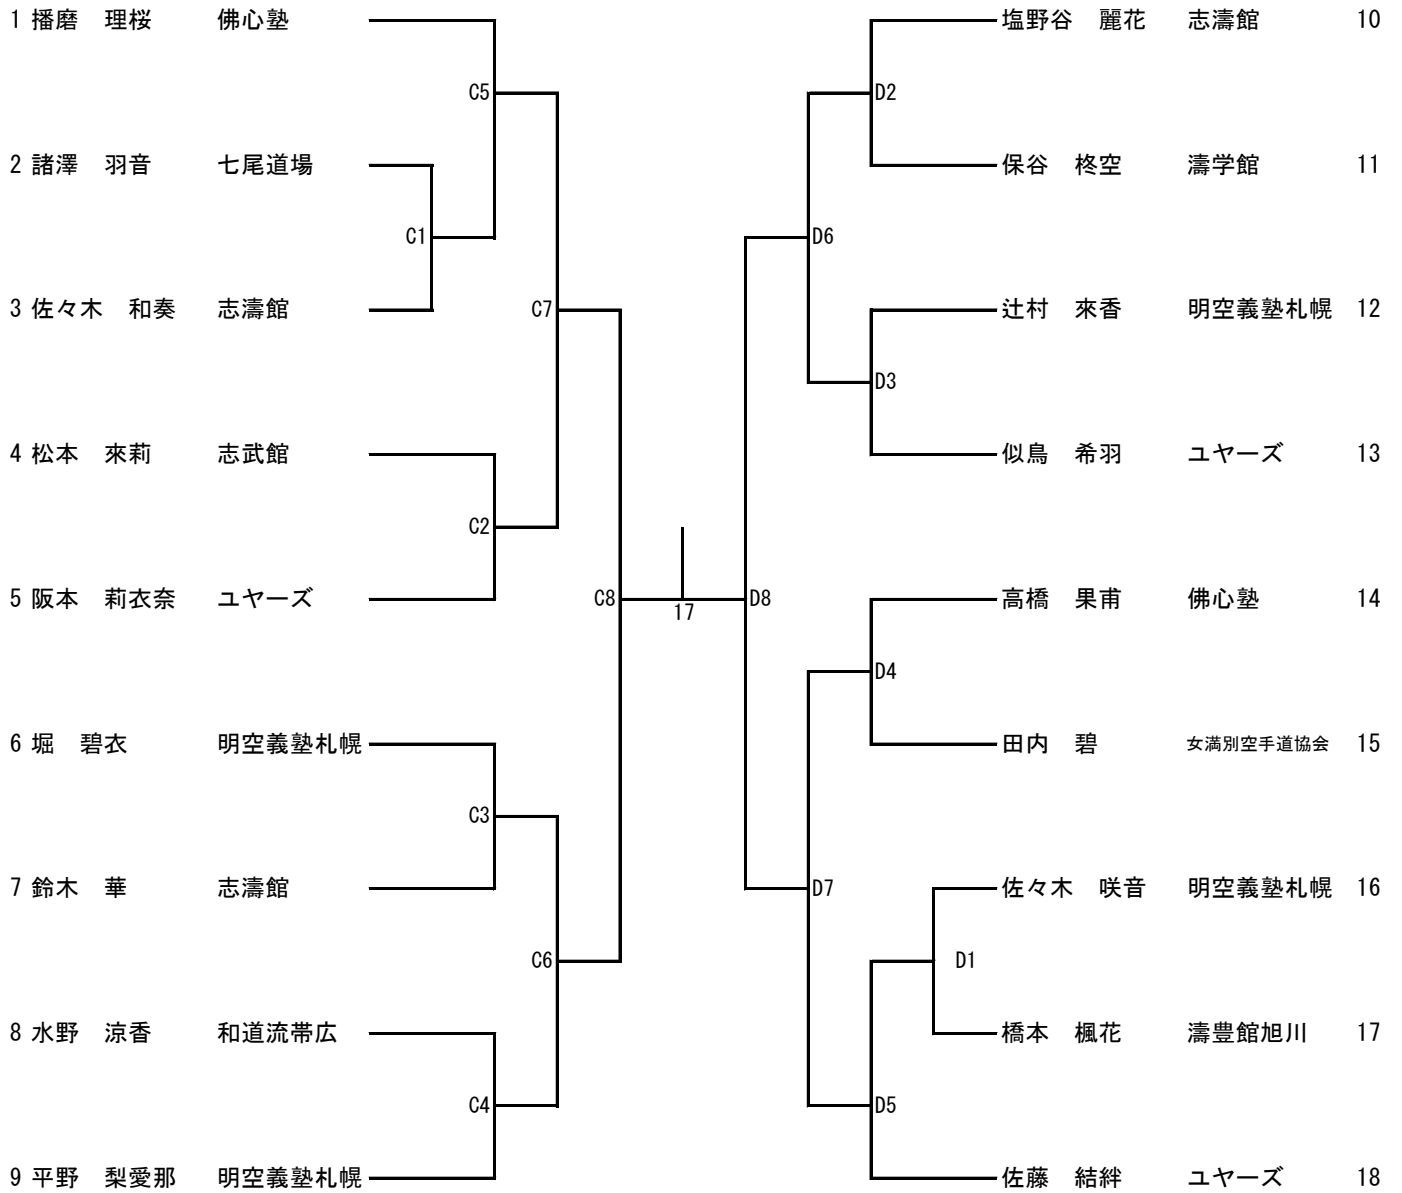 1 播磨　理桜　佛心塾　塩野谷　麗花　志濤館　10
C5　D2
2 諸澤　羽音　七尾道場　保谷　柊空　濤学館　11
C1　D6
3 佐々木　和奏　志濤館　C7　辻村　來香　明空義塾札幌　12
D3
4 松本　來莉　志武館　似鳥　希羽　ユヤーズ　13
C2
5 阪本　莉衣奈　ユヤーズ　C8　17　D8　高橋　果甫　佛心塾　14
D4
6 堀　碧衣　明空義塾札幌　田内　碧　女満別空手道協会　15
C3
7 鈴木　華　志濤館　D7　佐々木　咲音　明空義塾札幌　16
C6　D1
8 水野　涼香　和道流帯広　橋本　楓花　濤豊館旭川　17
C4　D5
9 平野　梨愛那　明空義塾札幌　佐藤　結絆　ユヤーズ　18